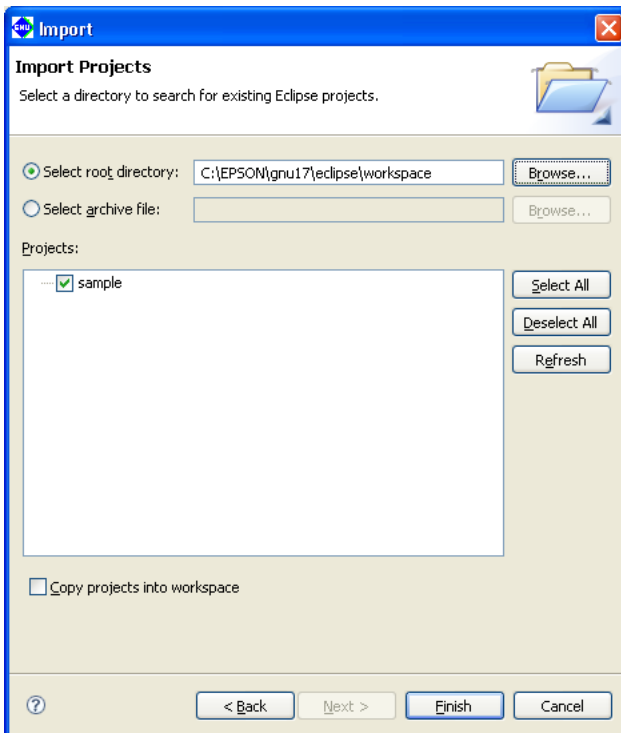 GNU Import
Import Projects
Select a directory to search for existing Eclipse projects.
Select root directory: C:\EPSON\gnu17\eclipse\workspace Browse...
Select archive file: Browse...
Projects:
sample
Select All
Deselect All
Refresh
Copy projects into workspace
? < Back Next > Finish Cancel